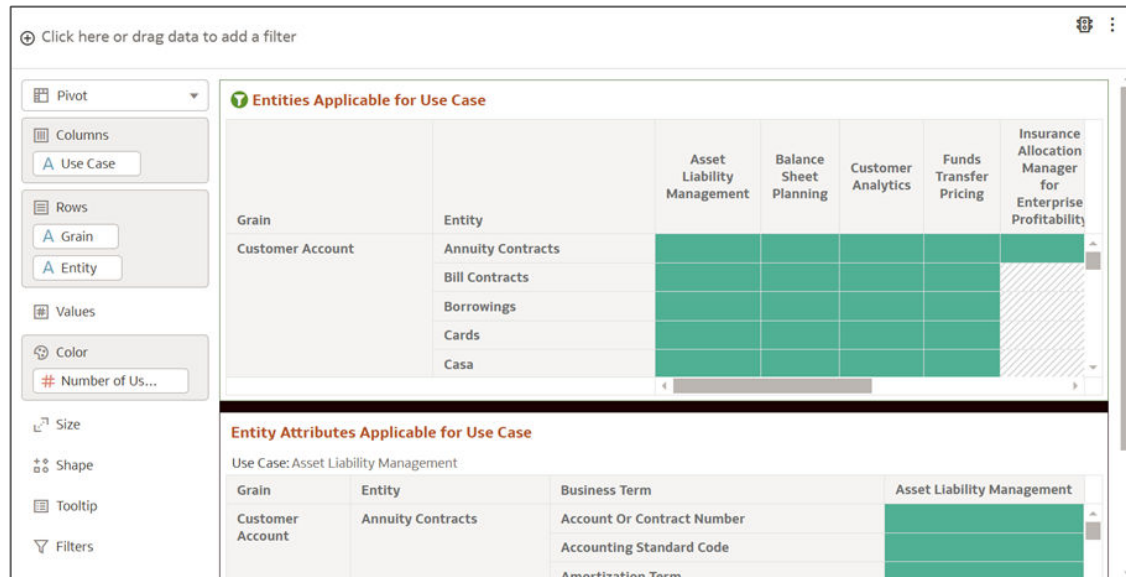 Click here or drag data to add a filter
Pivot
Columns
A Use Case
Rows
A Grain
A Entity
# Values
Color
# Number of Us...
Size
Shape
Tooltip
Filters
Entities Applicable for Use Case
Grain
Entity
Asset
Liability
Management
Balance
Sheet
Planning
Customer
Analytics
Funds
Transfer
Pricing
Insurance
Allocation
Manager
for
Enterprise
Profitability
Customer Account
Annuity Contracts
Bill Contracts
Borrowings
Cards
Casa
Entity Attributes Applicable for Use Case
Use Case: Asset Liability Management
Grain
Entity
Business Term
Asset Liability Management
Customer
Account
Annuity Contracts
Account Or Contract Number
Accounting Standard Code
Amortization Term